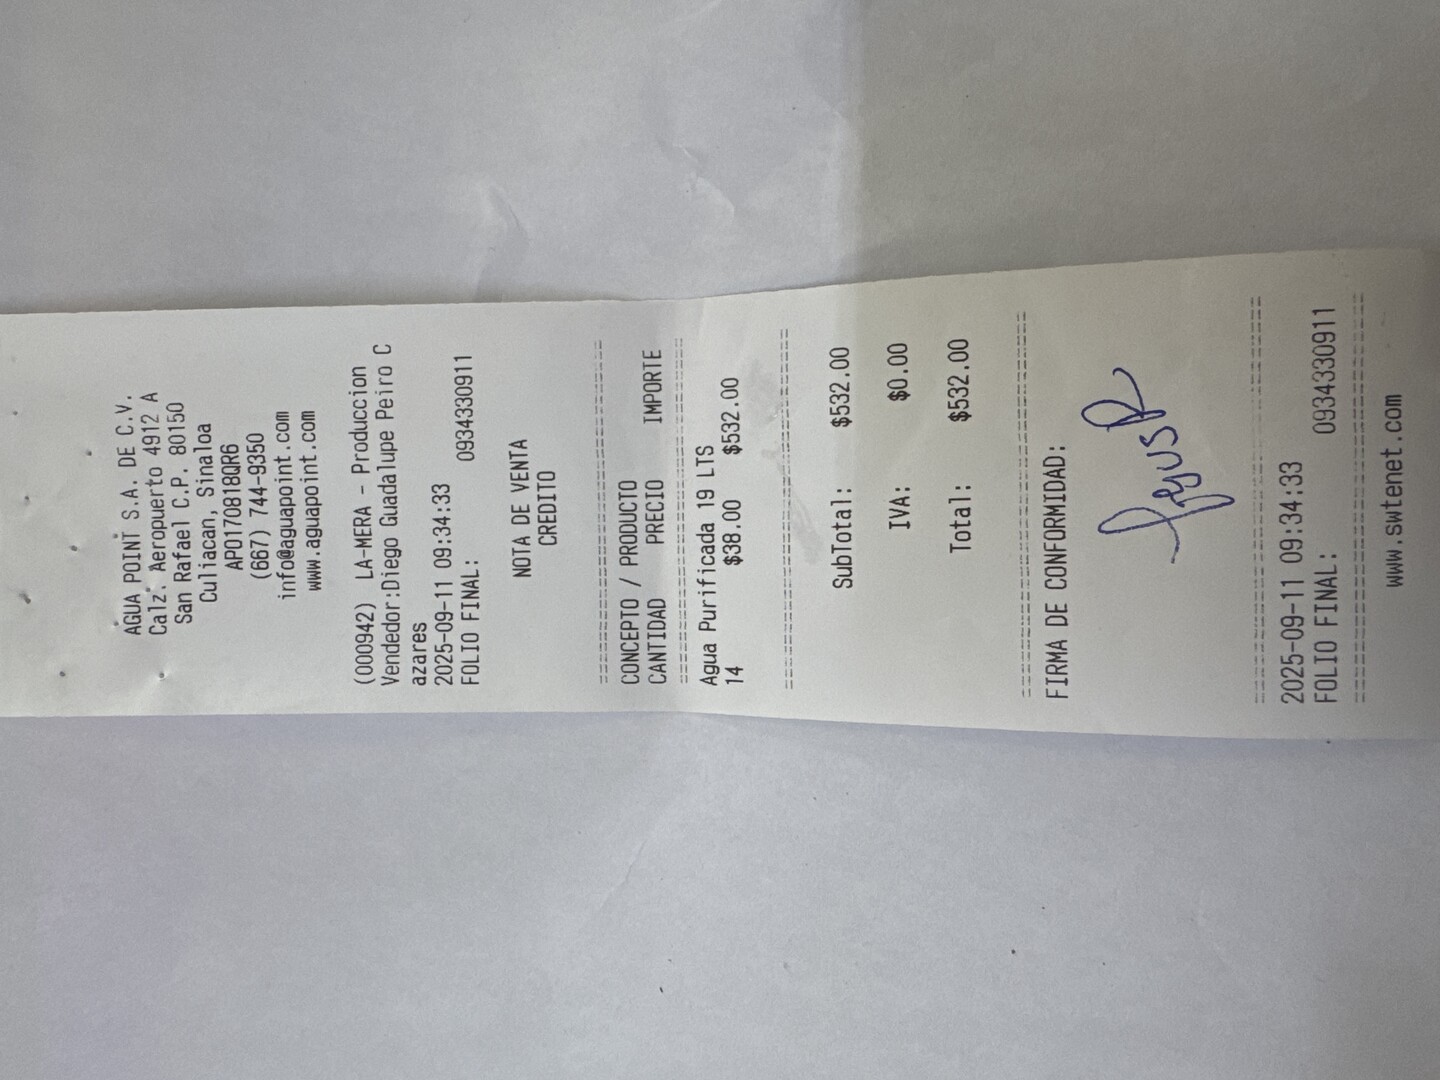 AGUA POINT S.A. DE C.V.
Calz. Aeropuerto 4912 A
San Rafael C.P. 80150
Culiacan, Sinaloa
APO170818QR6
(667) 744-9350
info@aguapoint.com
www.aguapoint.com
(000942) LA-MERA - Produccion
Vendedor:Diego Guadalupe Peiro C
azares
2025-09-11 09:34:33
FOLIO FINAL: 0934330911
NOTA DE VENTA
CREDITO
CONCEPTO / PRODUCTO
CANTIDAD PRECIO IMPORTE
Agua Purificada 19 LTS
14 $38.00 $532.00
SubTotal: $532.00
IVA: $0.00
Total: $532.00
FIRMA DE CONFORMIDAD:
2025-09-11 09:34:33
FOLIO FINAL: 0934330911
www.swtenet.com